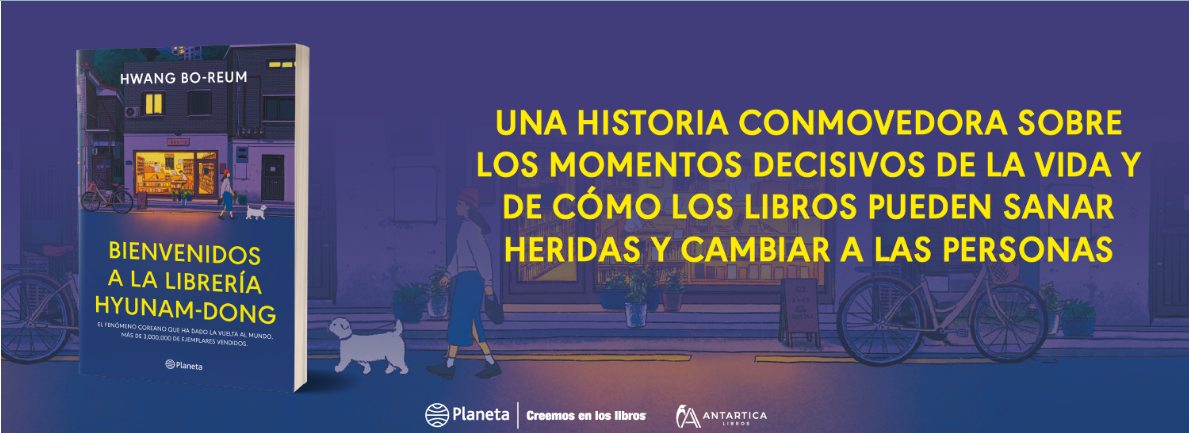 HWANG BO-REUM
BIENVENIDOS
A LA LIBRERÍA
HYUNAM-DONG
EL FENÓMENO COREANO QUE HA DADO LA VUELTA AL MUNDO.
MÁS DE 3,000,000 DE EJEMPLARES VENDIDOS.
Planeta
UNA HISTORIA CONMOVEDORA SOBRE
LOS MOMENTOS DECISIVOS DE LA VIDA Y
DE CÓMO LOS LIBROS PUEDEN SANAR
HERIDAS Y CAMBIAR A LAS PERSONAS
Planeta Creemos en los libros ANTARTICA
LIBROS